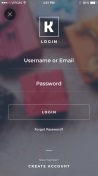 K
LOGIN
Username or Email
Password
LOGIN
Forgot Password?
CREATE ACCOUNT